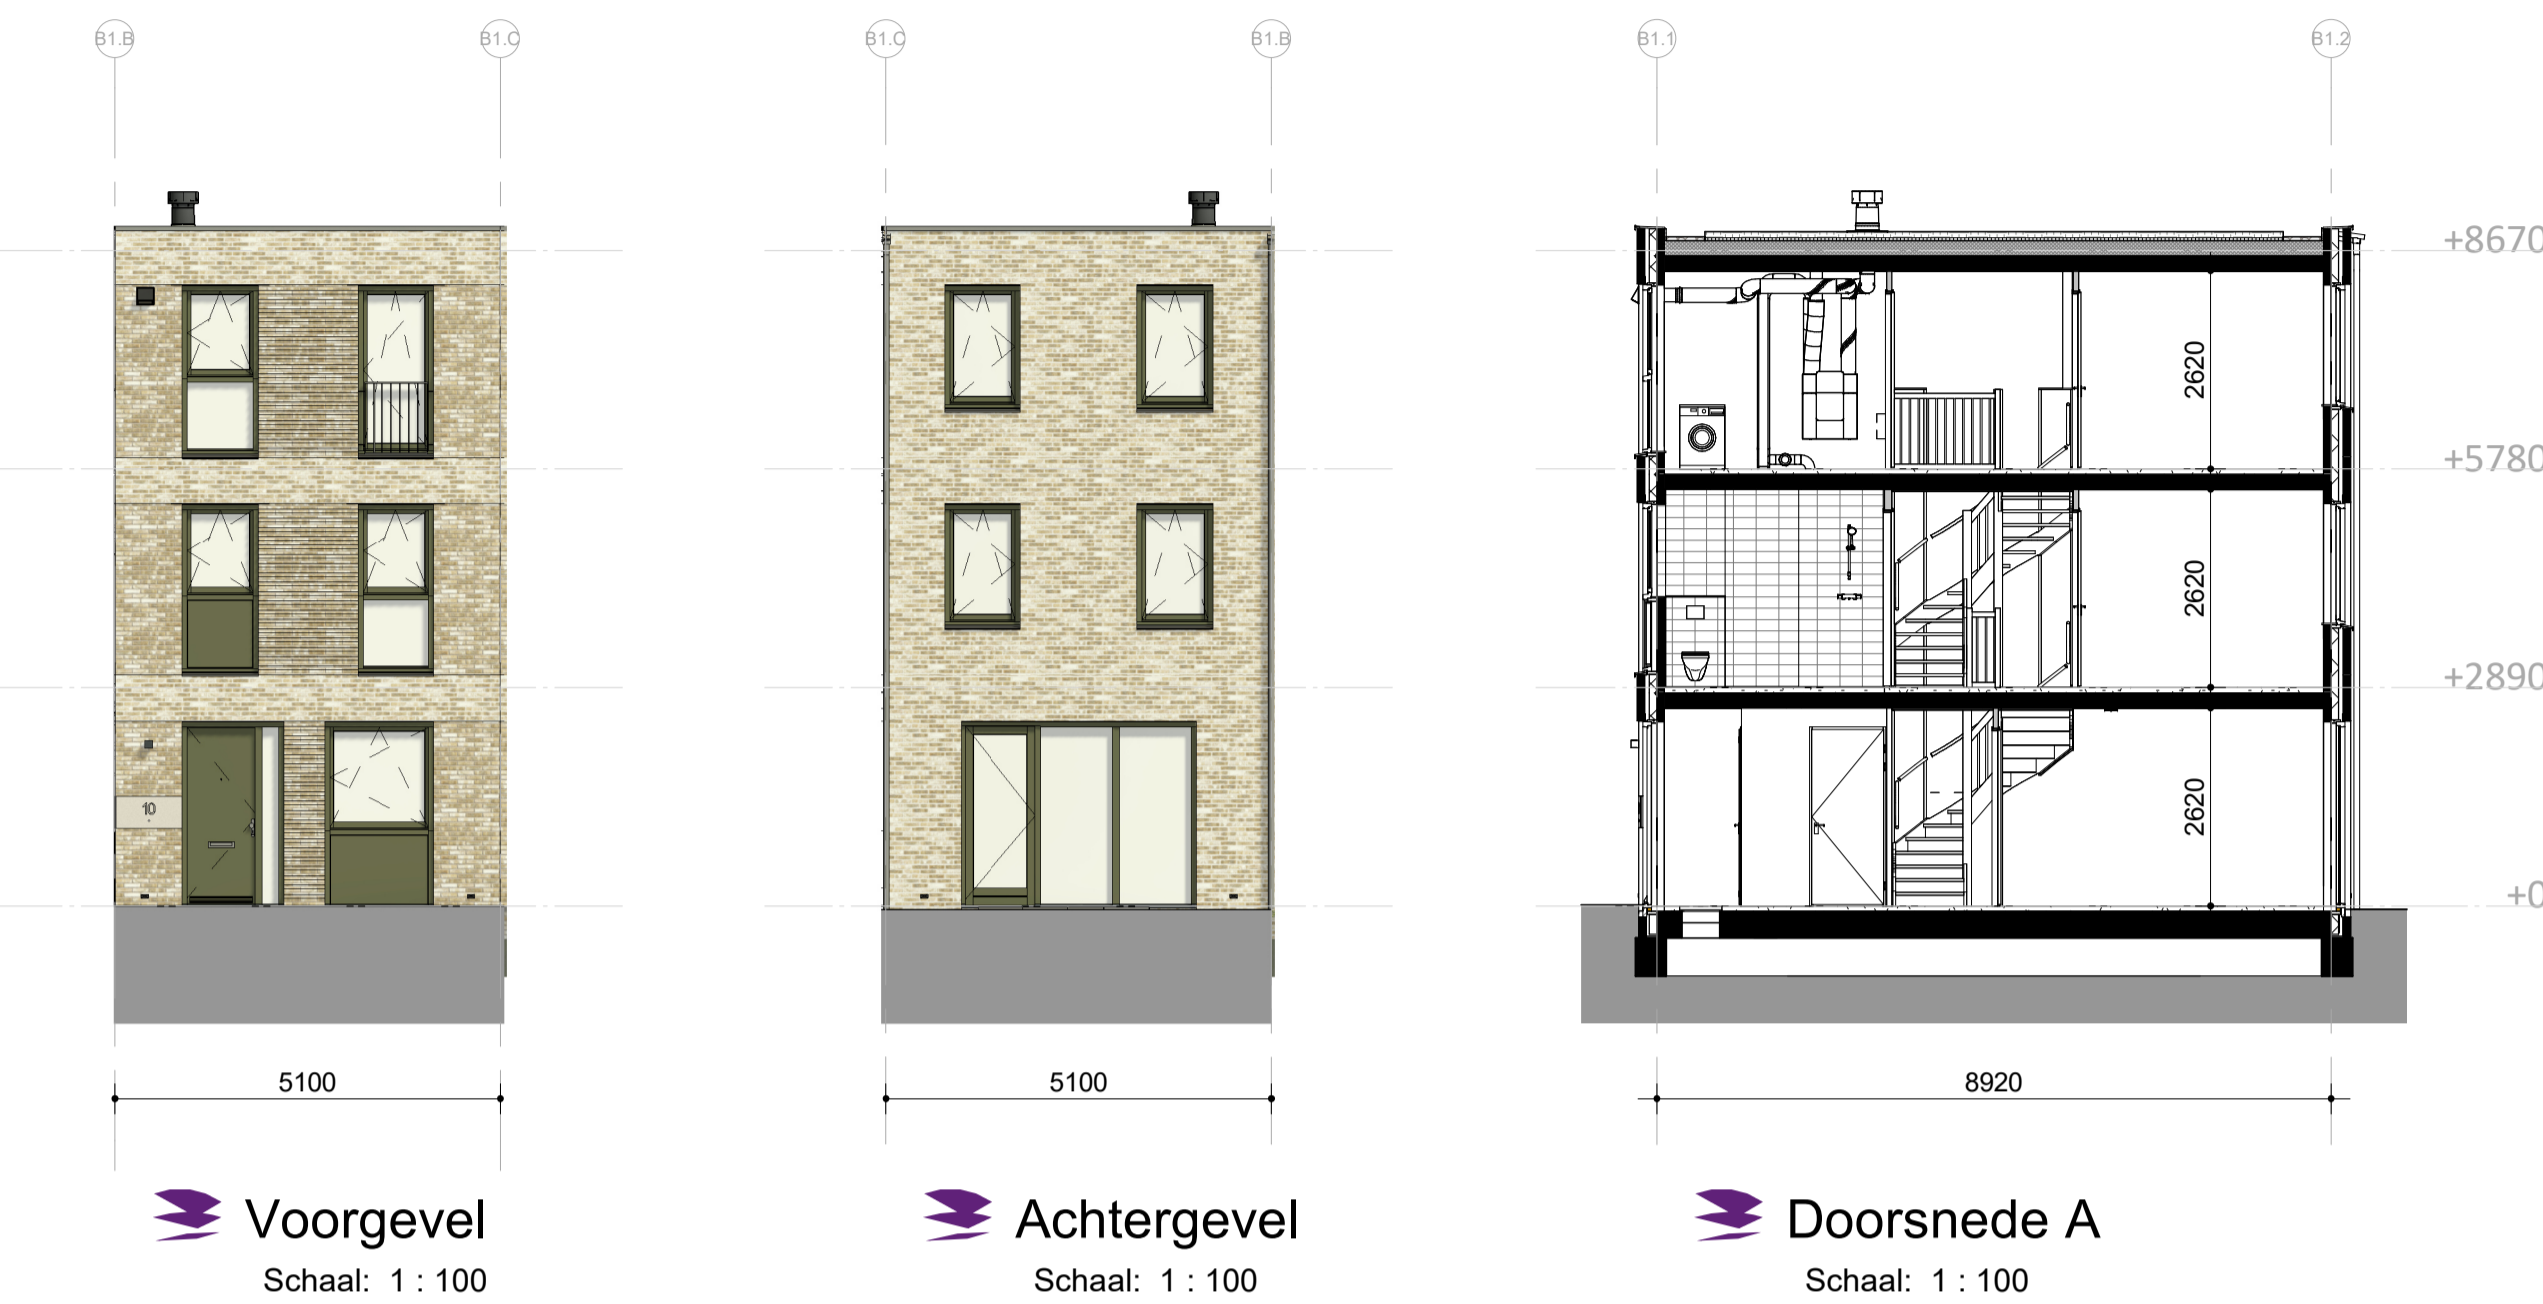 B1.B
B1.C
B1.C
B1.B
B1.1
B1.2
+8670
2620
+5780
2620
+2890
10
2620
+0
5100
5100
8920
Voorgevel
Schaal: 1 : 100
Achtergevel
Schaal: 1 : 100
Doorsnede A
Schaal: 1 : 100